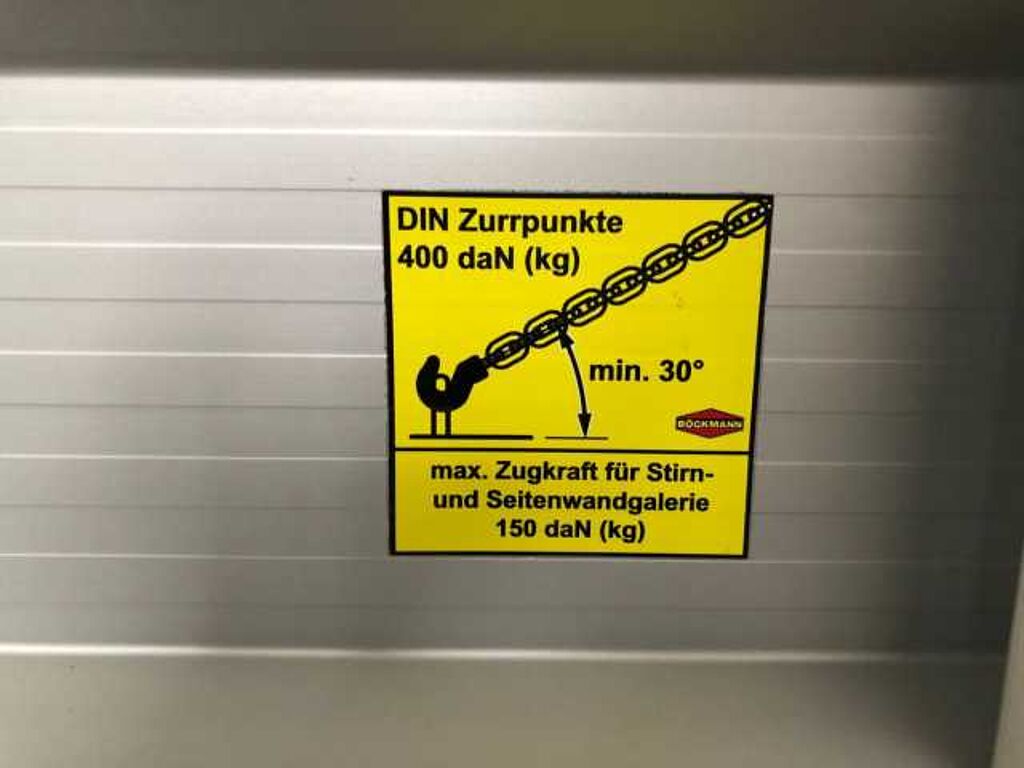 DIN Zurrpunkte
400 daN (kg)
min. 30°
BÖCKMANN
max. Zugkraft für Stirn-
und Seitenwandgalerie
150 daN (kg)